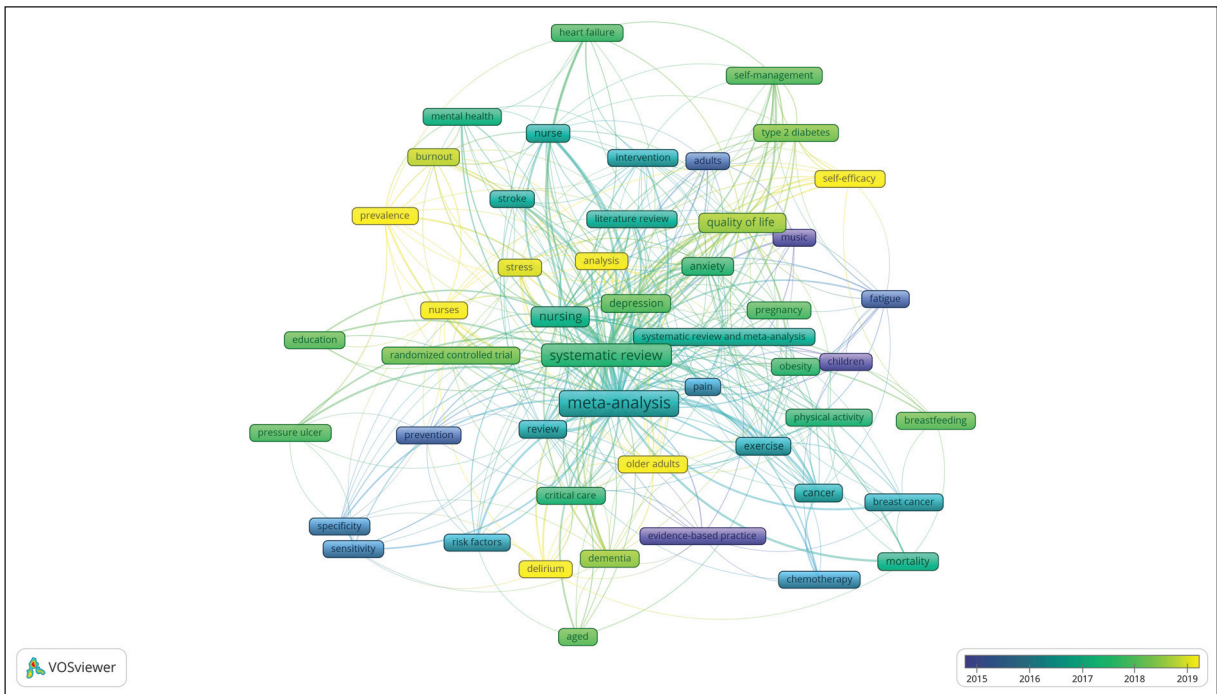 heart failure
self-management
mental health
nurse
type 2 diabetes
burnout
intervention
adults
self-efficacy
stroke
prevalence
literature review
quality of life
music
stress
analysis
anxiety
fatigue
nurses
nursing
depression
pregnancy
education
systematic review and meta-analysis
randomized controlled trial
systematic review
obesity
children
pain
meta-analysis
physical activity
breastfeeding
pressure ulcer
prevention
review
exercise
older adults
critical care
cancer
breast cancer
specificity
sensitivity
risk factors
evidence-based practice
delirium
dementia
chemotherapy
mortality
aged
VOSviewer
2015 2016 2017 2018 2019